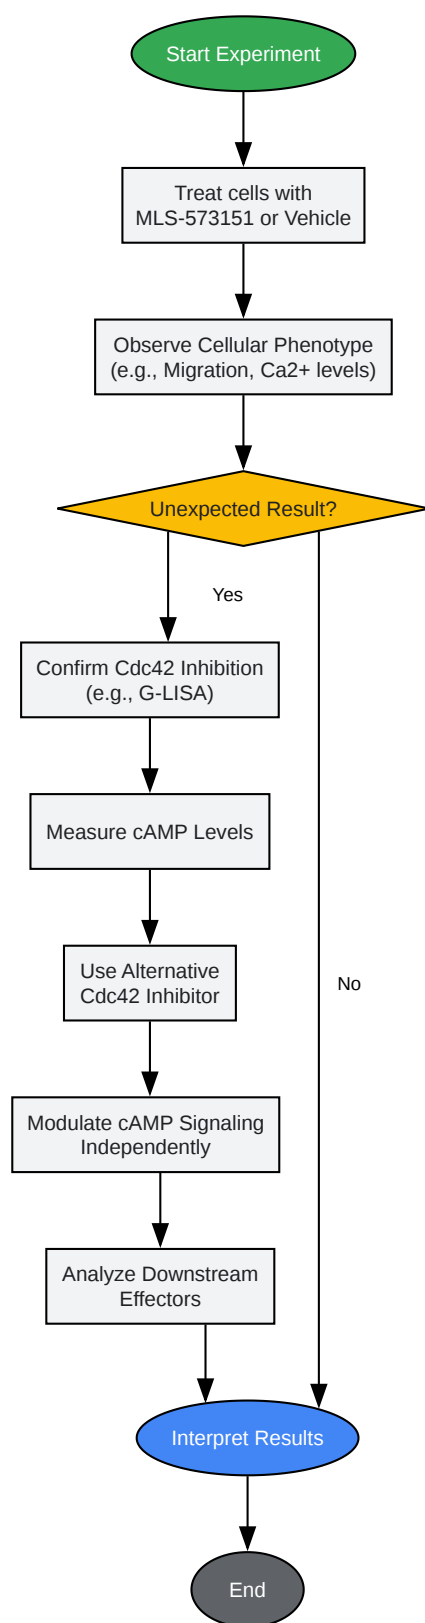 Start Experiment
Treat cells with
MLS-573151 or Vehicle
Observe Cellular Phenotype
(e.g., Migration, Ca2+ levels)
Unexpected Result?
Yes
Confirm Cdc42 Inhibition
(e.g., G-LISA)
Measure cAMP Levels
Use Alternative
Cdc42 Inhibitor
No
Modulate cAMP Signaling
Independently
Analyze Downstream
Effectors
Interpret Results
End